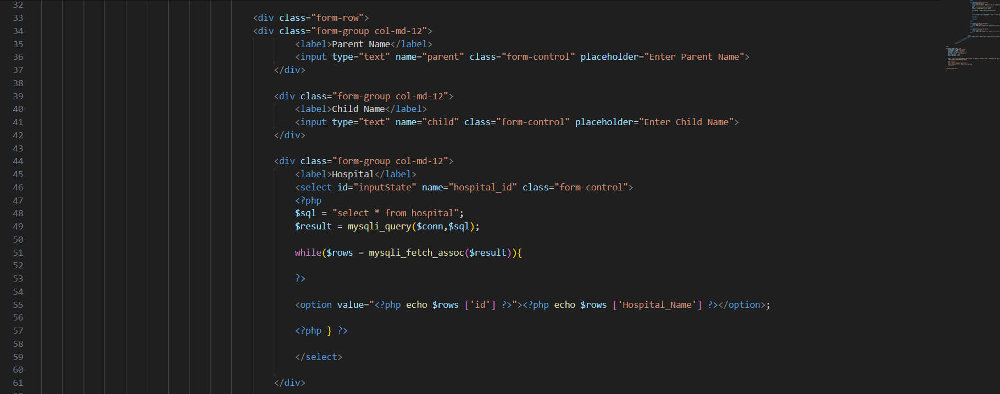 32
33 <div class="form-row">
34 <div class="form-group col-md-12">
35 <label>Parent Name</label>
36 <input type="text" name="parent" class="form-control" placeholder="Enter Parent Name">
37 </div>
38
39 <div class="form-group col-md-12">
40 <label>Child Name</label>
41 <input type="text" name="child" class="form-control" placeholder="Enter Child Name">
42 </div>
43
44 <div class="form-group col-md-12">
45 <label>Hospital</label>
46 <select id="inputState" name="hospital_id" class="form-control">
47 <?php
48 $sql = "select * from hospital";
49 $result = mysqli_query($conn,$sql);
50
51 while($rows = mysqli_fetch_assoc($result)){
52
53 ?>
54
55 <option value="<?php echo $rows ['id'] ?>"><?php echo $rows ['Hospital_Name'] ?></option>;
56
57 <?php } ?>
58
59 </select>
60
61 </div>